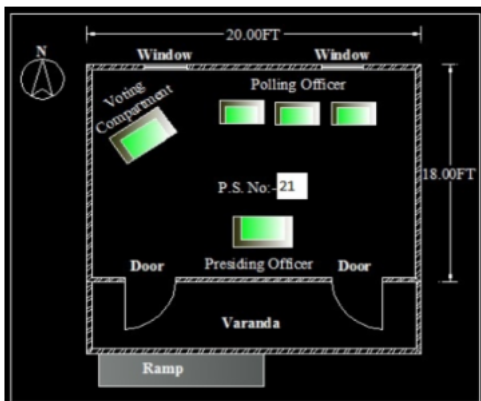 20.00FT
N
Window Window
Polling Officer
Voting
Compartment
18.00FT
P.S. No:- 21
Door Presiding Officer Door
Varanda
Ramp